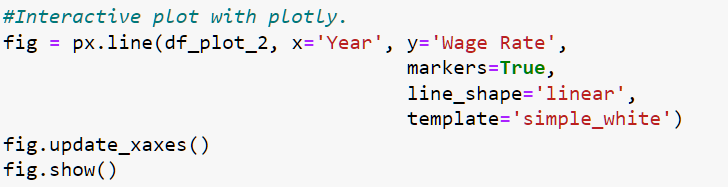 #Interactive plot with plotly.
fig = px.line(df_plot_2, x='Year', y='Wage Rate',
markers=True,
line_shape='linear',
template='simple_white')
fig.update_xaxes()
fig.show()